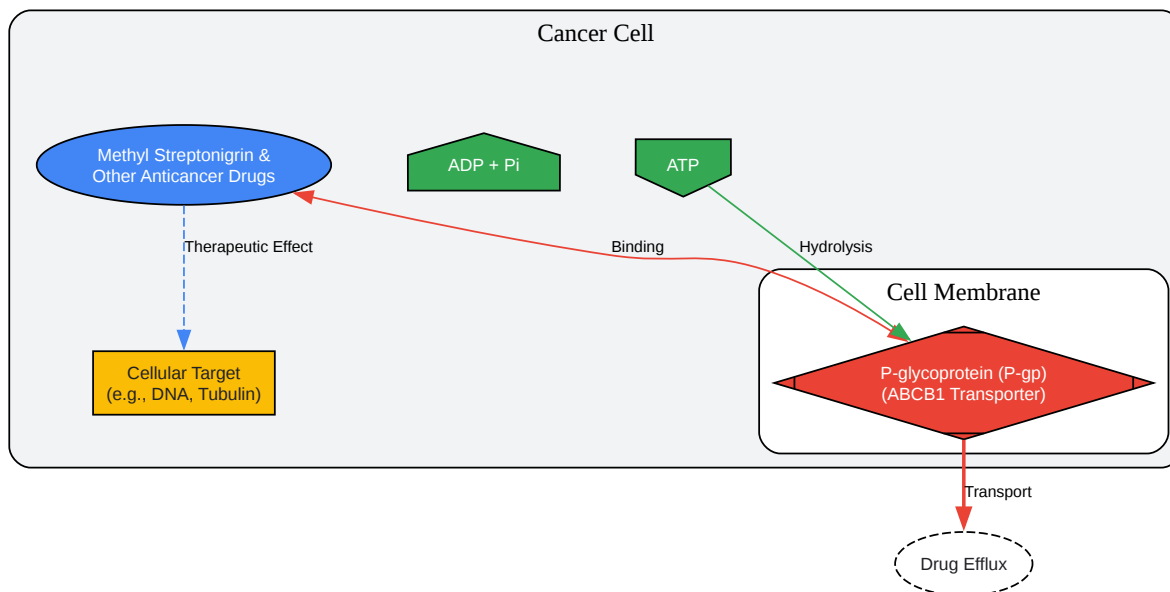 Cancer Cell
Methyl Streptonigrin &
Other Anticancer Drugs
ADP + Pi
ATP
Therapeutic Effect
Binding
Hydrolysis
Cell Membrane
Cellular Target
(e.g., DNA, Tubulin)
P-glycoprotein (P-gp)
(ABCB1 Transporter)
Transport
Drug Efflux